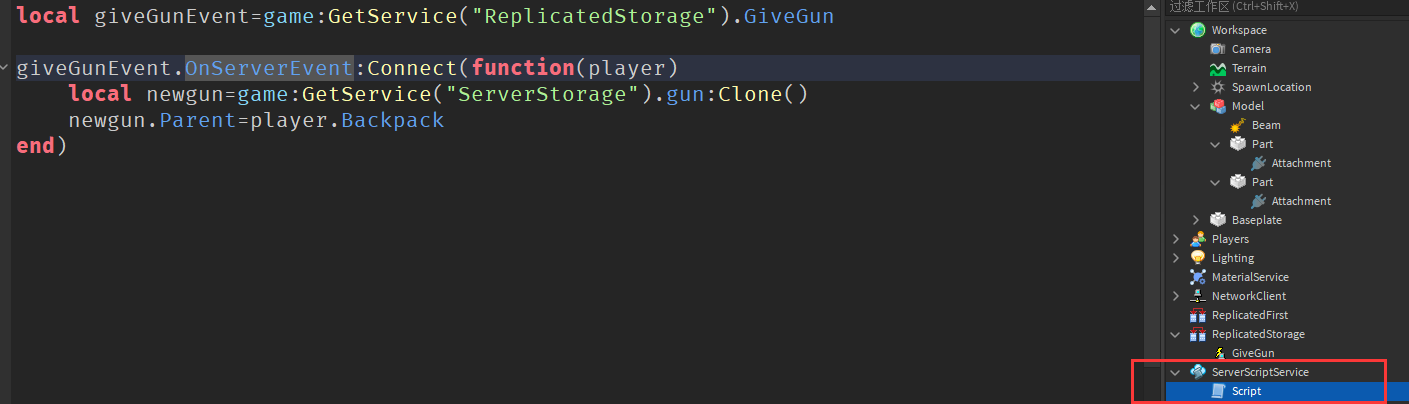 local giveGunEvent=game:GetService("ReplicatedStorage").GiveGun
giveGunEvent.OnServerEvent:Connect(function(player)
local newgun=game:GetService("ServerStorage").gun:Clone()
newgun.Parent=player.Backpack
end)
过滤工作区 (Ctrl+Shift+X)
Workspace
Camera
Terrain
SpawnLocation
Model
Beam
Part
Attachment
Part
Attachment
Baseplate
Players
Lighting
MaterialService
NetworkClient
ReplicatedFirst
ReplicatedStorage
GiveGun
ServerScriptService
Script